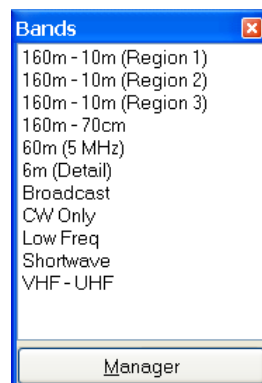 Bands
160m - 10m (Region 1)
160m - 10m (Region 2)
160m - 10m (Region 3)
160m - 70cm
60m (5 MHz)
6m (Detail)
Broadcast
CW Only
Low Freq
Shortwave
VHF - UHF
Manager